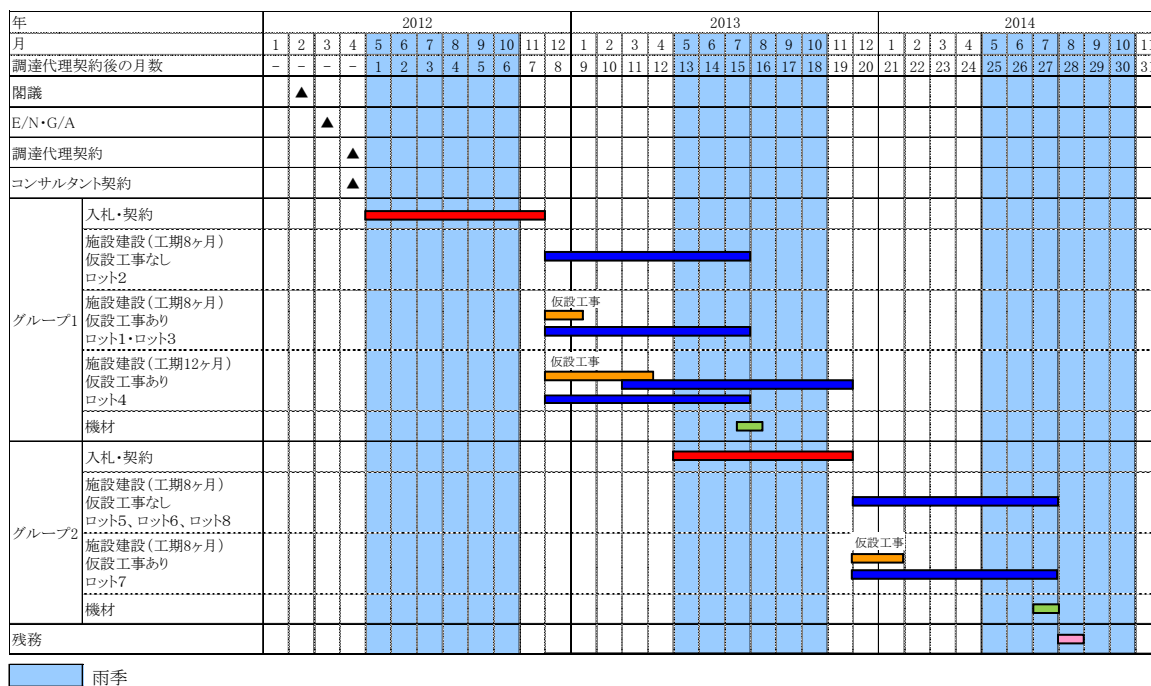 年 2012 2013 2014
月 1 2 3 4 5 6 7 8 9 10 11 12 1 2 3 4 5 6 7 8 9 10 11 12 1 2 3 4 5 6 7 8 9 10 11
調達代理契約後の月数 － － － － 1 2 3 4 5 6 7 8 9 10 11 12 13 14 15 16 17 18 19 20 21 22 23 24 25 26 27 28 29 30 31
閣議 ▲
E/N・G/A ▲
調達代理契約 ▲
コンサルタント契約 ▲
グループ1
入札・契約
施設建設(工期8ヶ月)
仮設工事なし
ロット2
施設建設(工期8ヶ月)
仮設工事あり
ロット1・ロット3
仮設工事
施設建設(工期12ヶ月)
仮設工事あり
ロット4
仮設工事
機材
グループ2
入札・契約
施設建設(工期8ヶ月)
仮設工事なし
ロット5、ロット6、ロット8
施設建設(工期8ヶ月)
仮設工事あり
ロット7
仮設工事
機材
残務
雨季